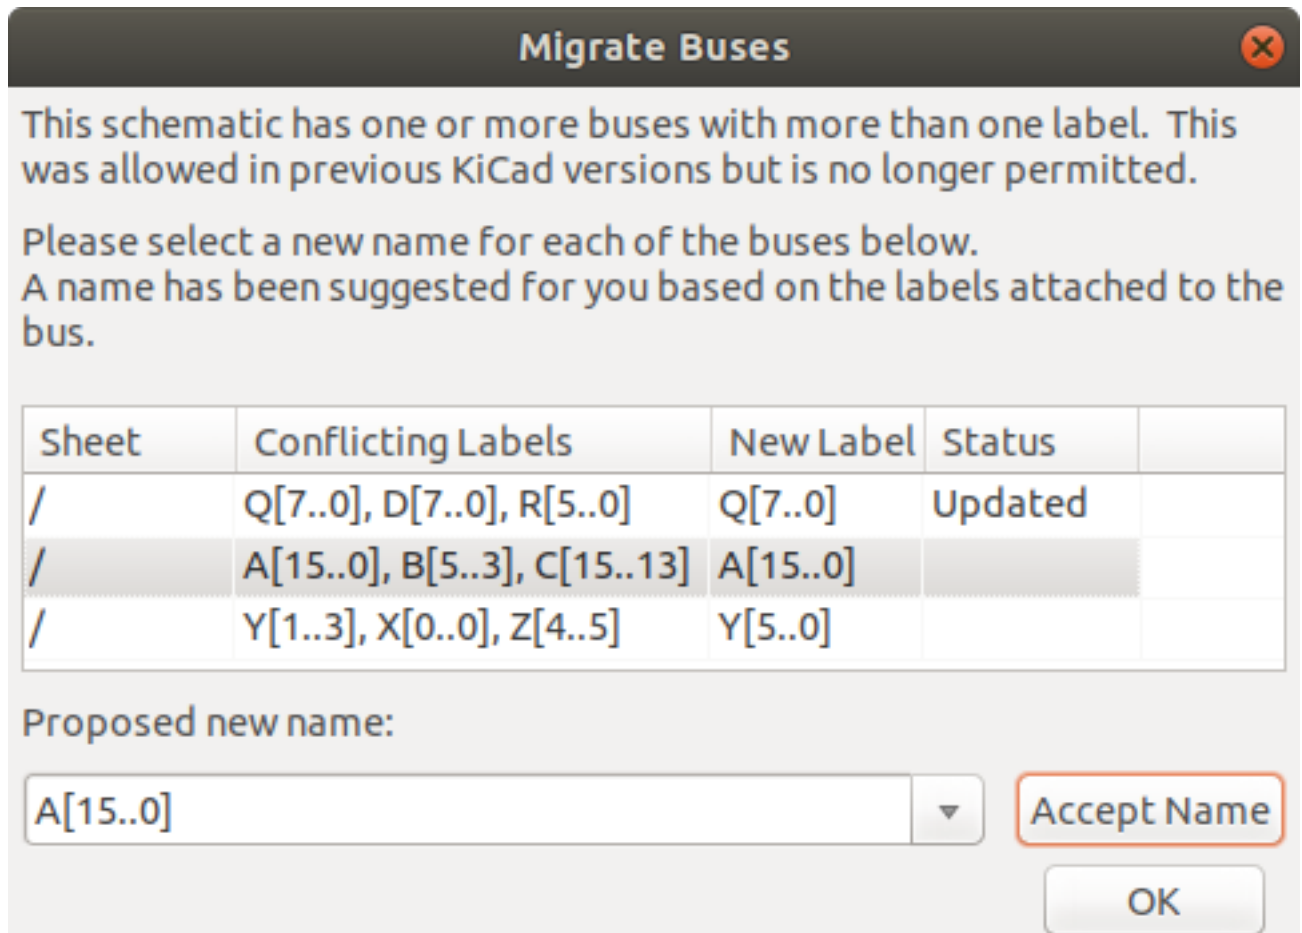 Migrate Buses
This schematic has one or more buses with more than one label.  This
was allowed in previous KiCad versions but is no longer permitted.
Please select a new name for each of the buses below.
A name has been suggested for you based on the labels attached to the
bus.
Sheet Conflicting Labels New Label Status
/ Q[7..0], D[7..0], R[5..0] Q[7..0] Updated
/ A[15..0], B[5..3], C[15..13] A[15..0]
/ Y[1..3], X[0..0], Z[4..5] Y[5..0]
Proposed new name:
A[15..0] Accept Name
OK